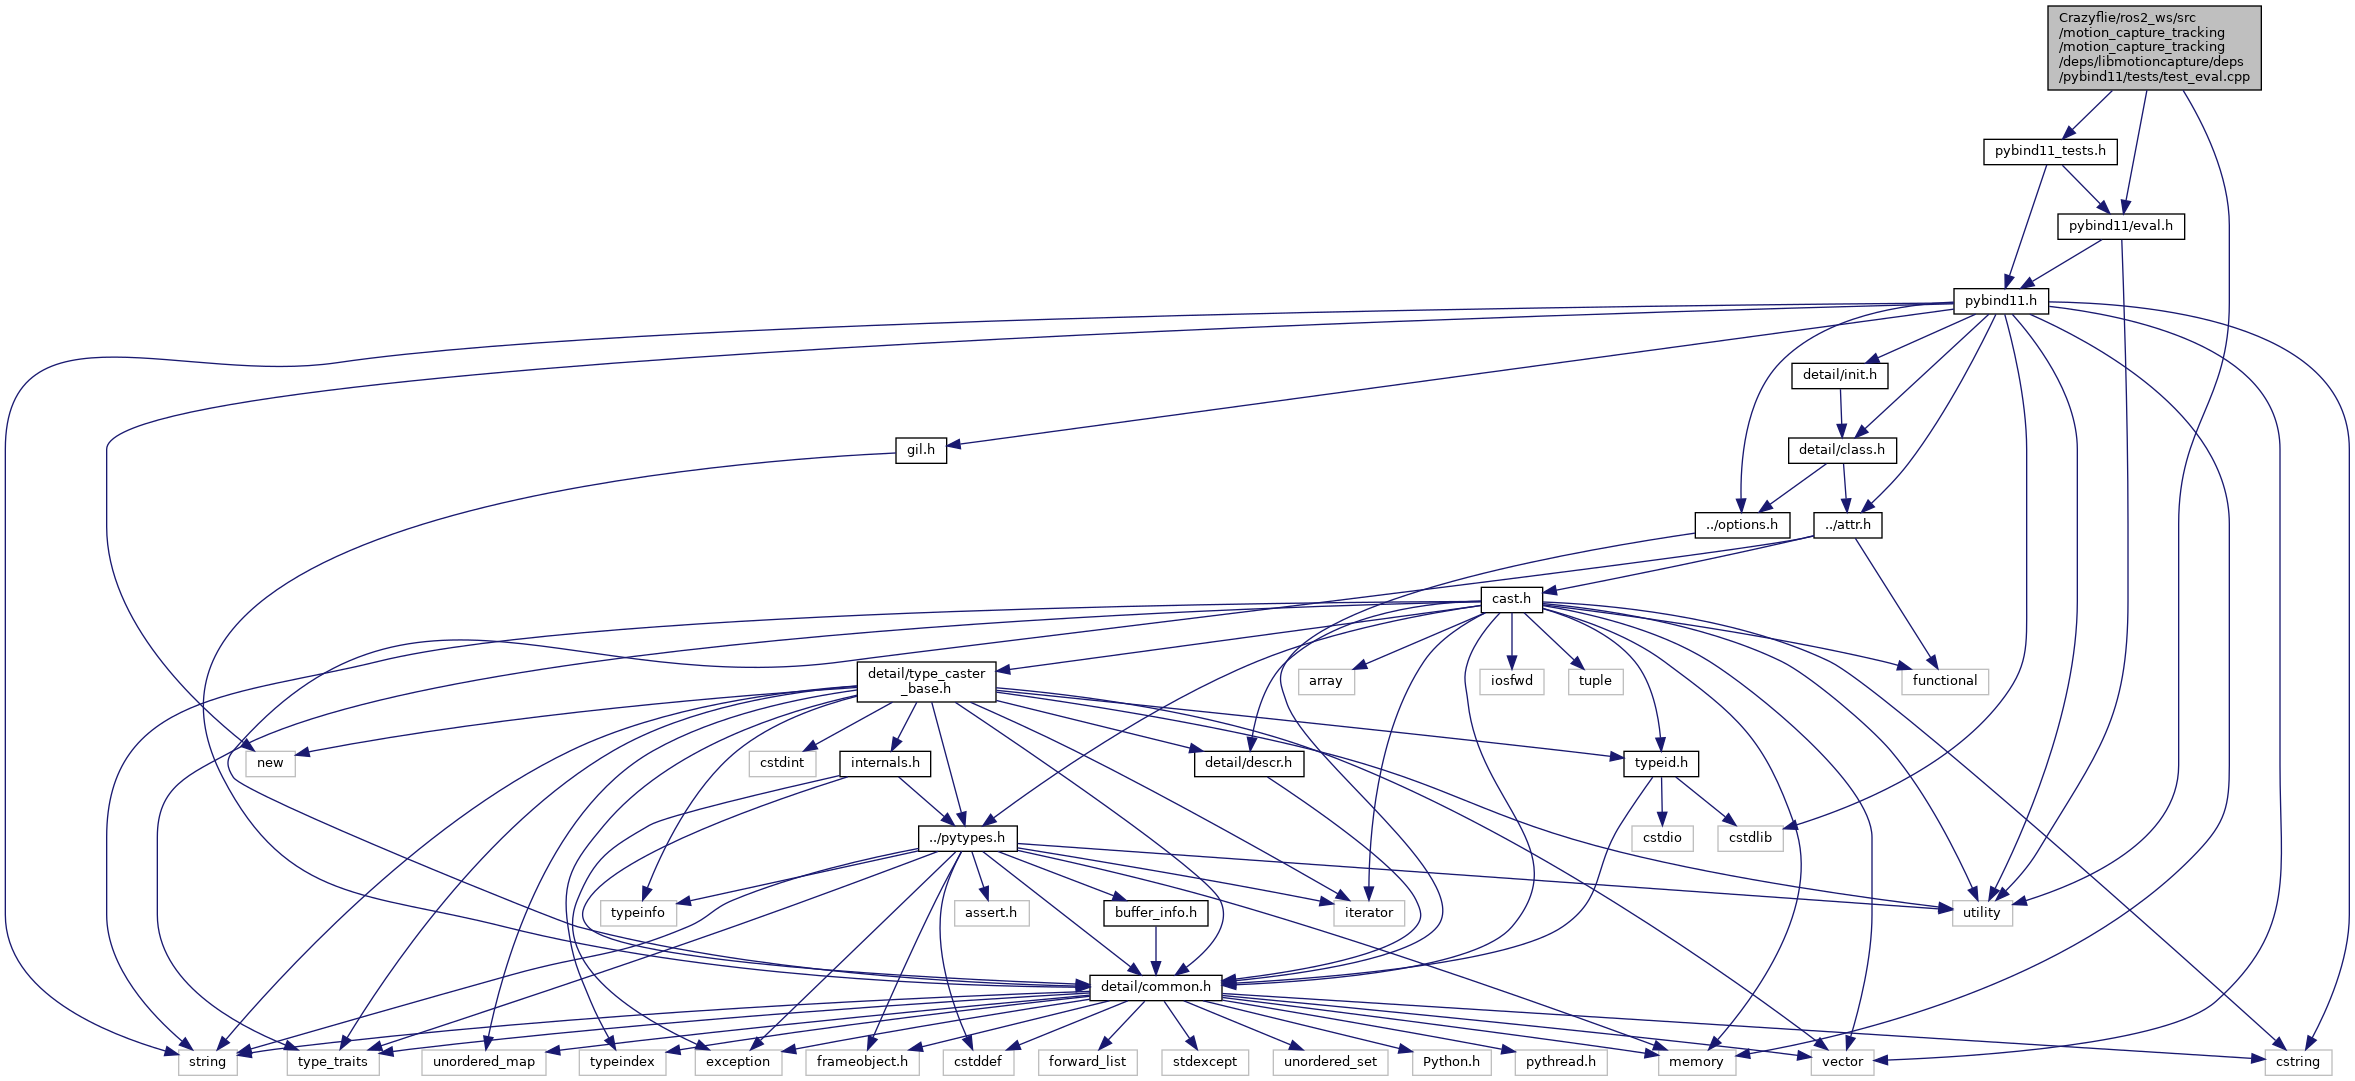 Crazyflie/ros2_ws/src
/motion_capture_tracking
/motion_capture_tracking
/deps/libmotioncapture/deps
/pybind11/tests/test_eval.cpp
pybind11_tests.h
pybind11/eval.h
pybind11.h
detail/init.h
gil.h
detail/class.h
../options.h
../attr.h
cast.h
detail/type_caster
_base.h
array
iosfwd
tuple
functional
new
cstdint
internals.h
detail/descr.h
typeid.h
../pytypes.h
cstdio
cstdlib
typeinfo
assert.h
buffer_info.h
iterator
utility
detail/common.h
string
type_traits
unordered_map
typeindex
exception
frameobject.h
cstddef
forward_list
stdexcept
unordered_set
Python.h
pythread.h
memory
vector
cstring